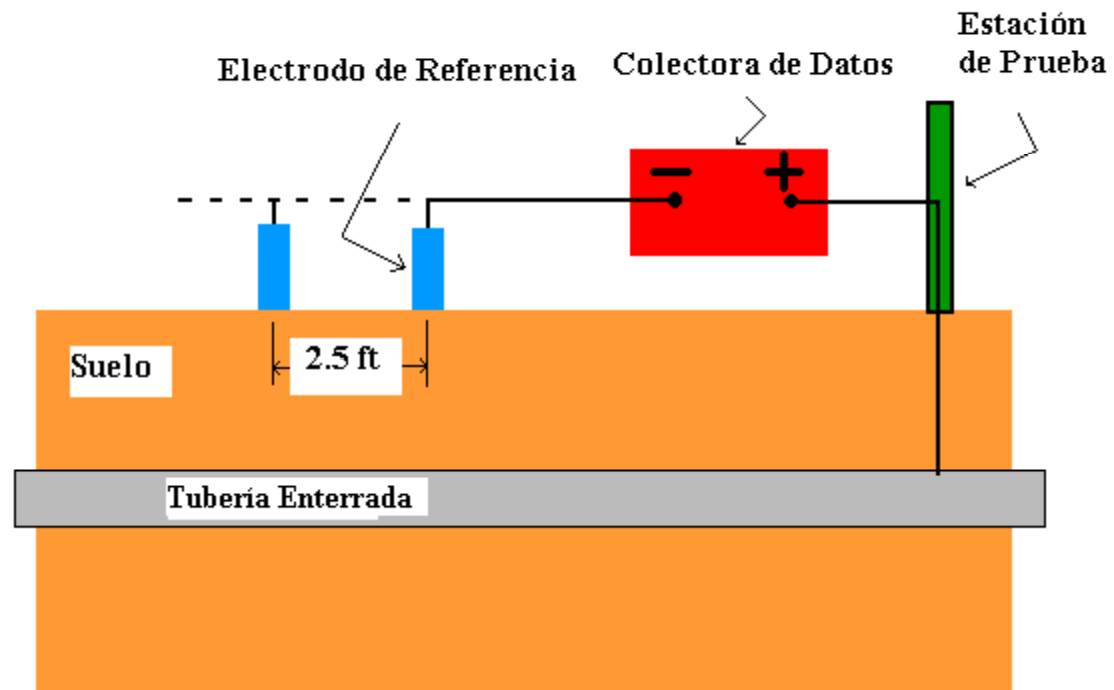 Estación
de Prueba
Electrodo de Referencia
Colectora de Datos
− +
Suelo
2.5 ft
Tubería Enterrada